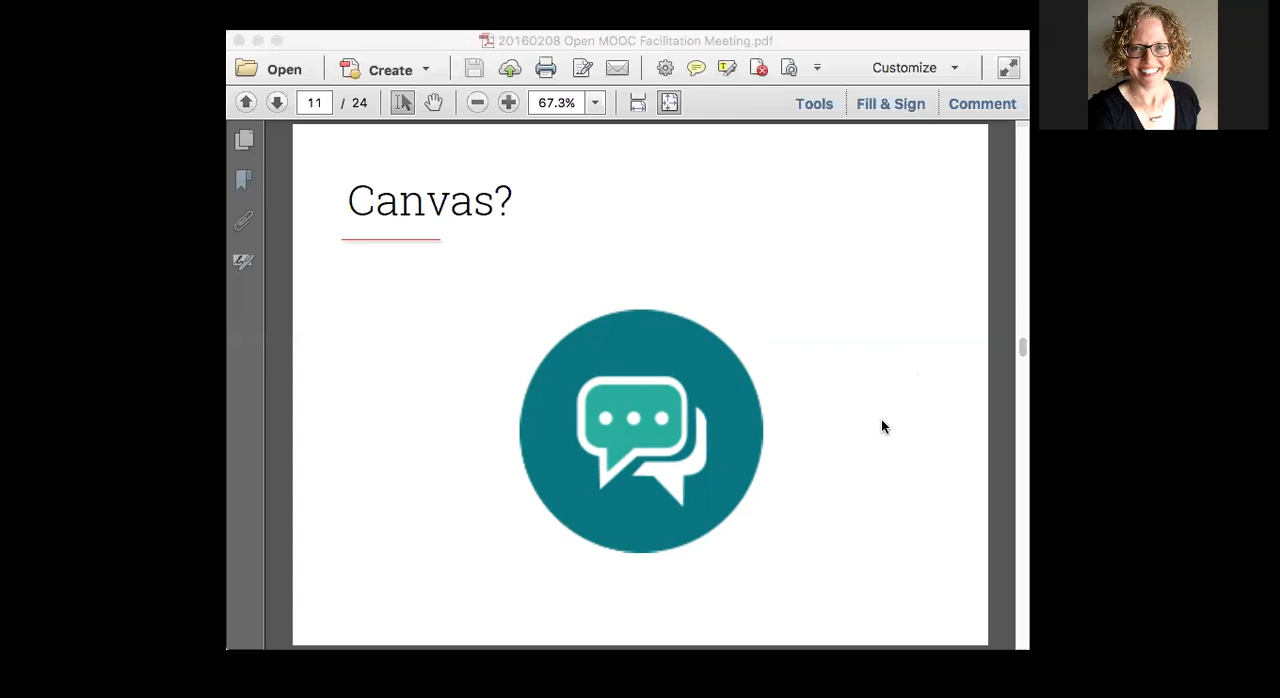 20160208 Open MOOC Facilitation Meeting.pdf
Open Create Customize
11 / 24 67.3% Tools Fill & Sign Comment
Canvas?